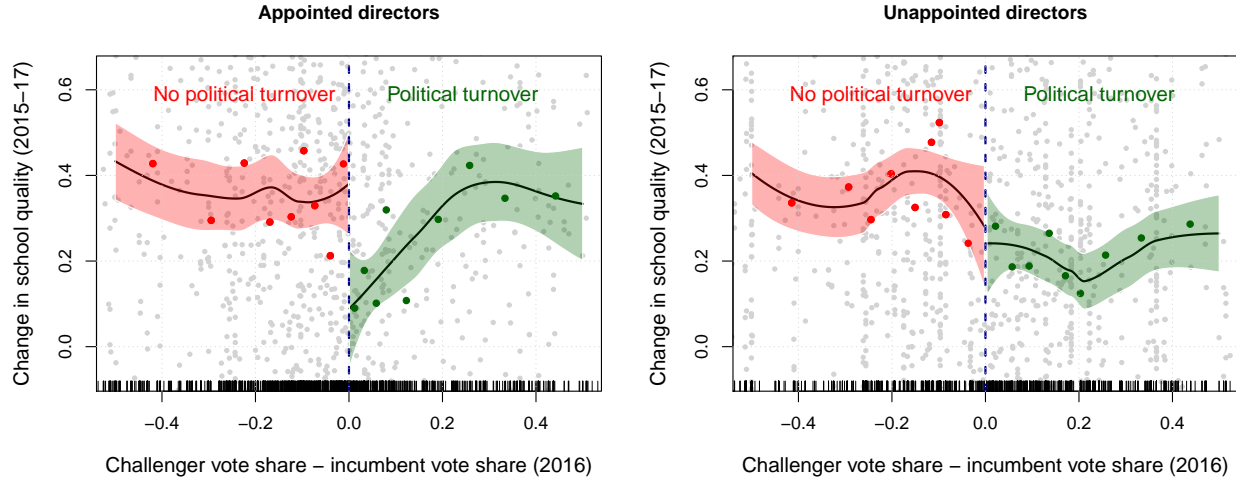 Appointed directors
Change in school quality (2015−17)
No political turnover
Political turnover
0.6
0.4
0.2
0.0
−0.4
−0.2
0.0
0.2
0.4
Challenger vote share − incumbent vote share (2016)
Unappointed directors
Change in school quality (2015−17)
No political turnover
Political turnover
0.6
0.4
0.2
0.0
−0.4
−0.2
0.0
0.2
0.4
Challenger vote share − incumbent vote share (2016)